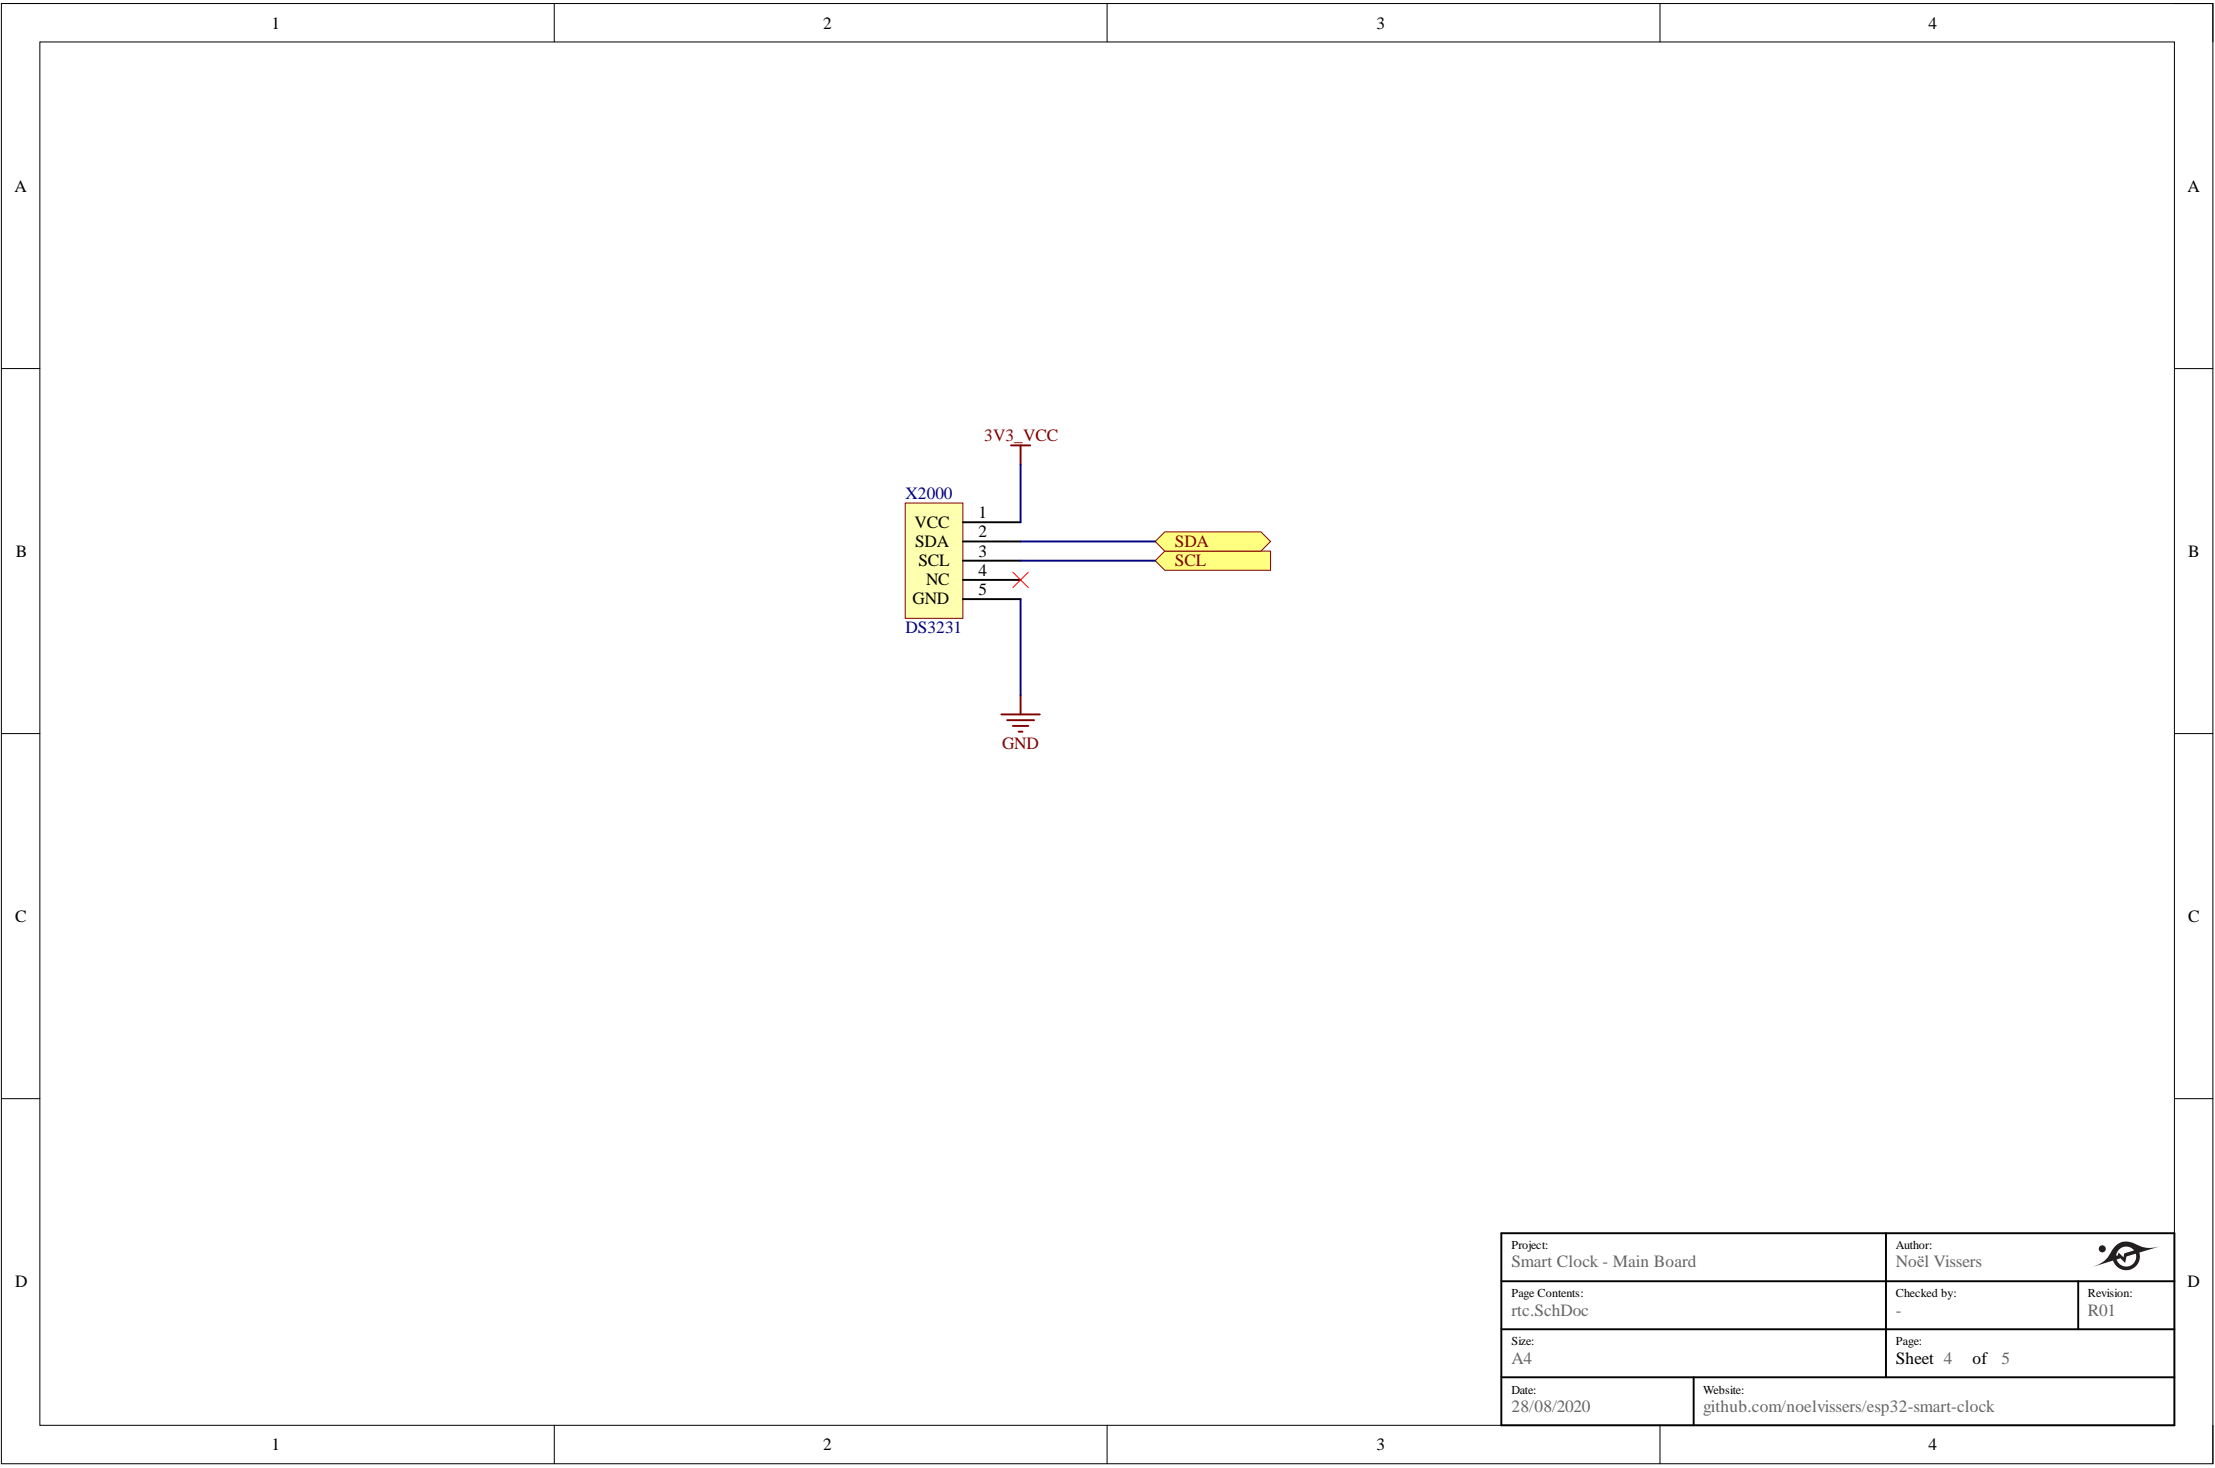 1 2 3 4
A A
3V3_VCC
X2000
VCC 1
SDA 2 SDA
SCL 3 SCL
NC 4
GND 5
DS3231
GND
B B
C C
D D
Project:
Smart Clock - Main Board
Author:
Noël Vissers
Page Contents:
rtc.SchDoc
Checked by:
-
Revision:
R01
Size:
A4
Page:
Sheet 4 of 5
Date:
28/08/2020
Website:
github.com/noelvissers/esp32-smart-clock
1 2 3 4